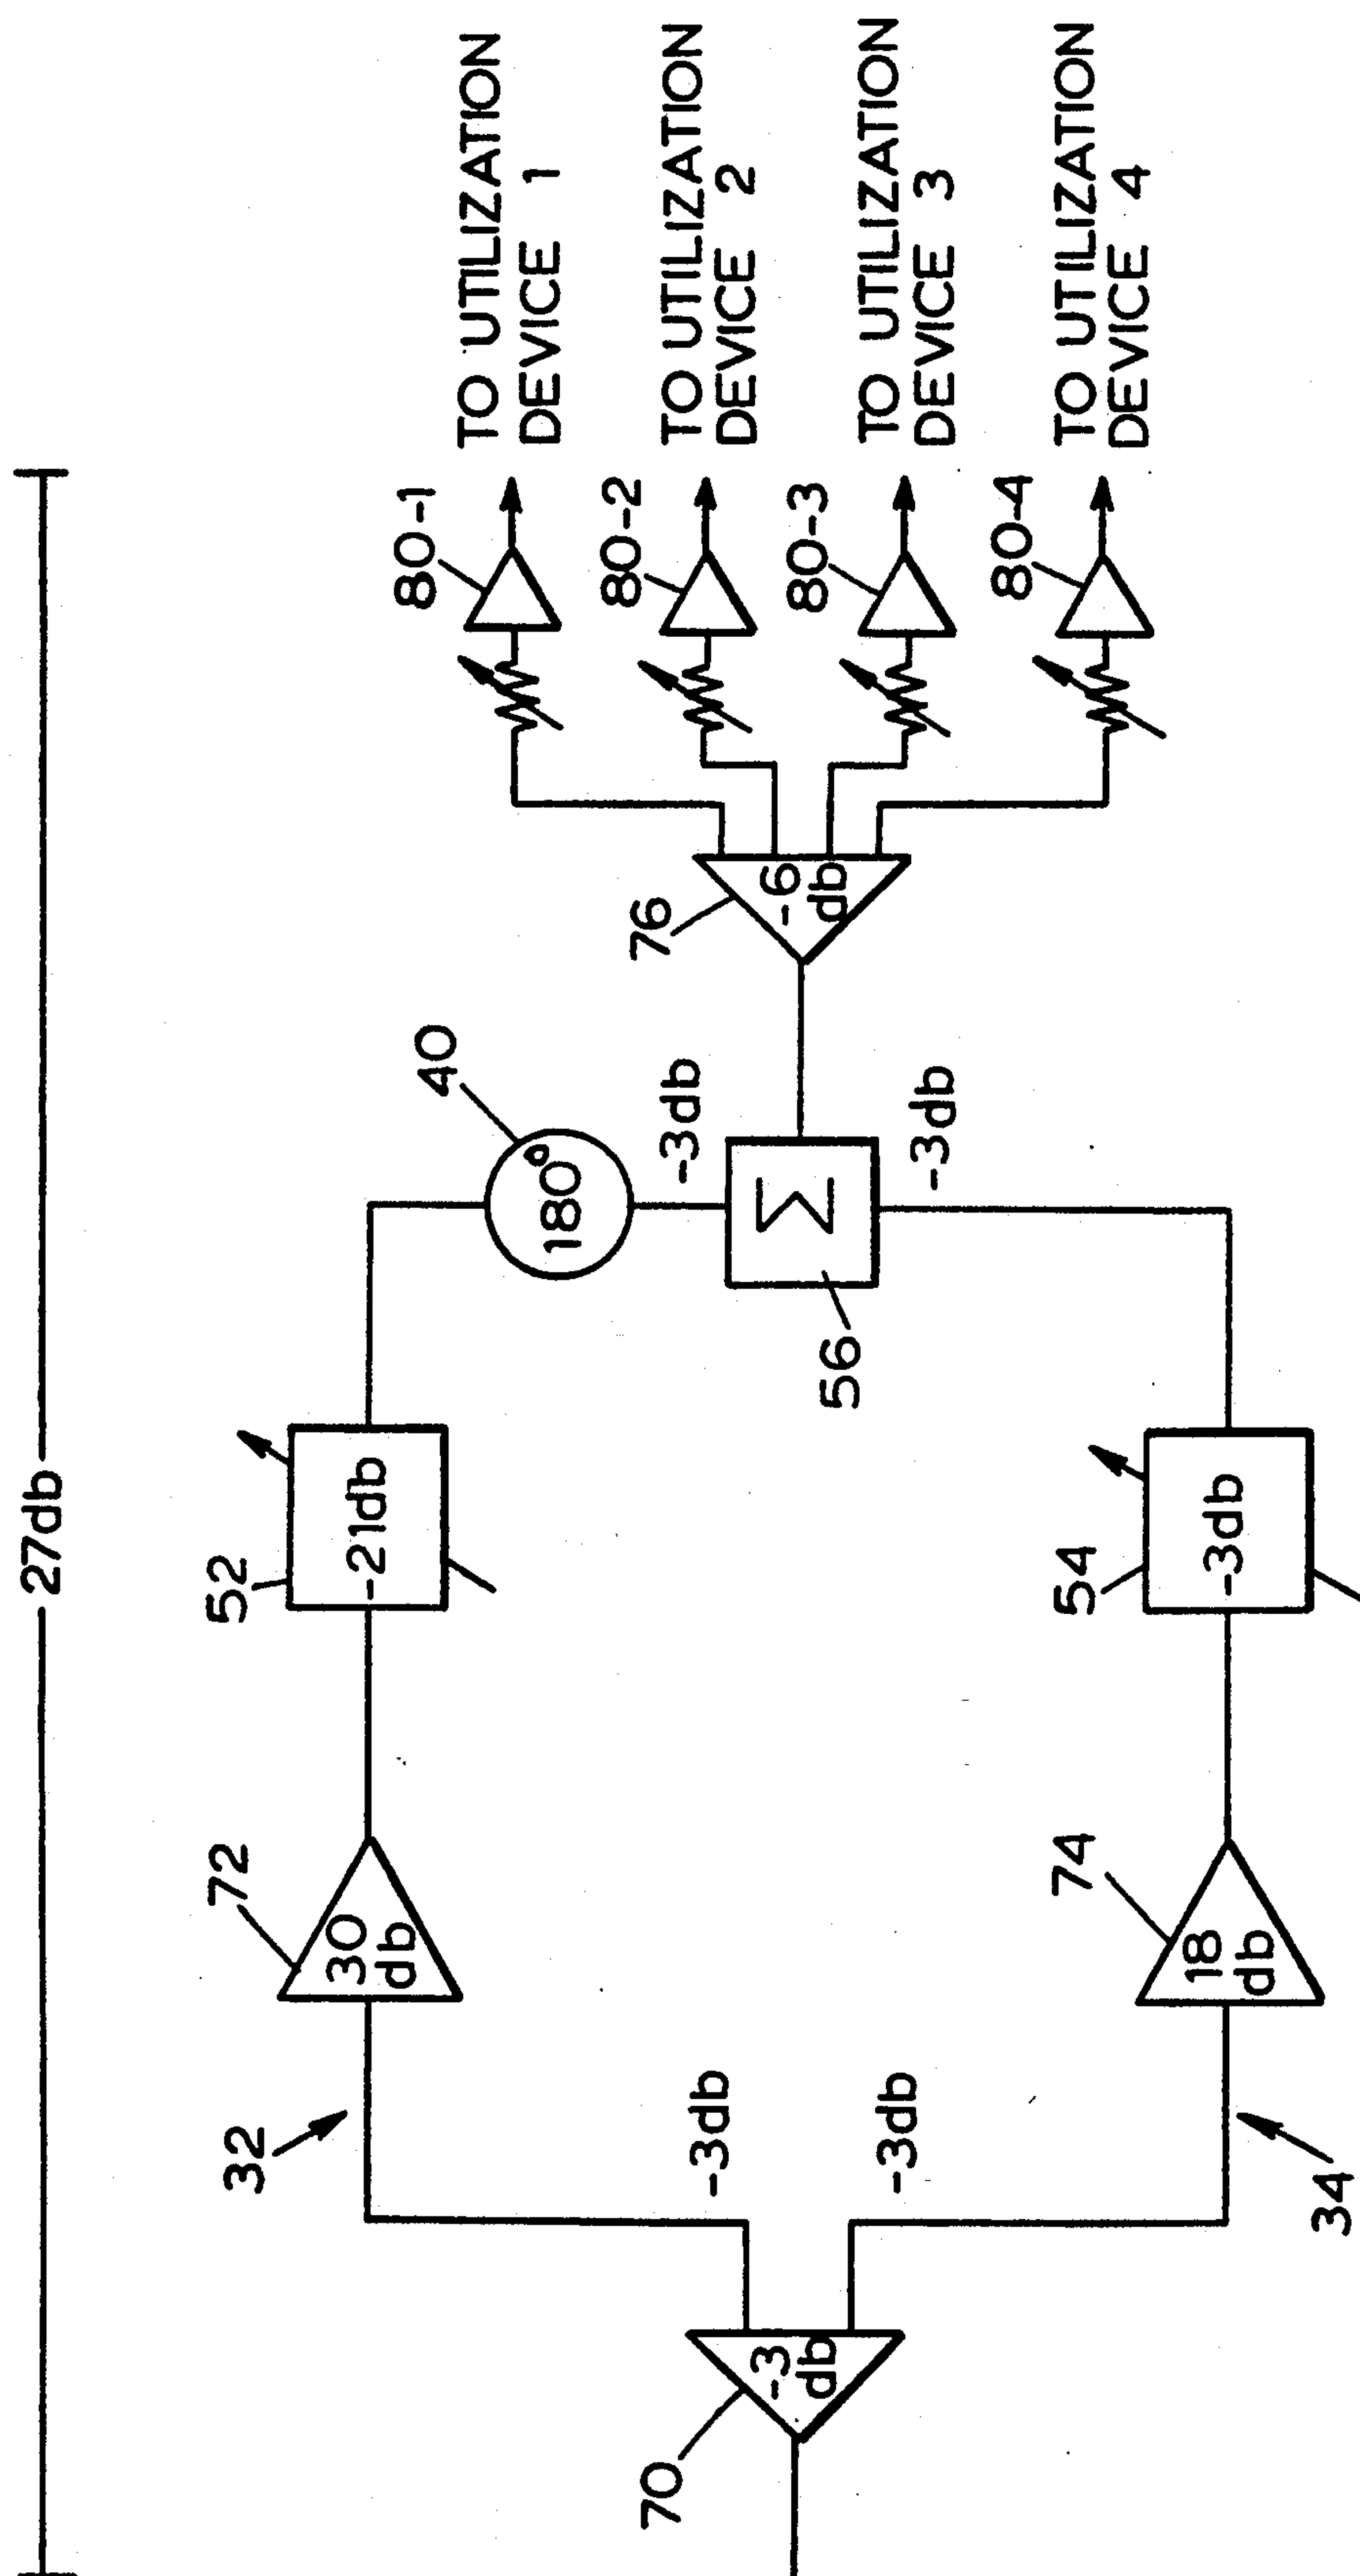 27db
32
72
30
db
52
-21db
40
180°
-3db
-3db
70
-3
db
-3db
-3db
Σ
56
76
-6
db
34
74
18
db
54
-3db
80-1
TO UTILIZATION
DEVICE 1
80-2
TO UTILIZATION
DEVICE 2
80-3
TO UTILIZATION
DEVICE 3
80-4
TO UTILIZATION
DEVICE 4